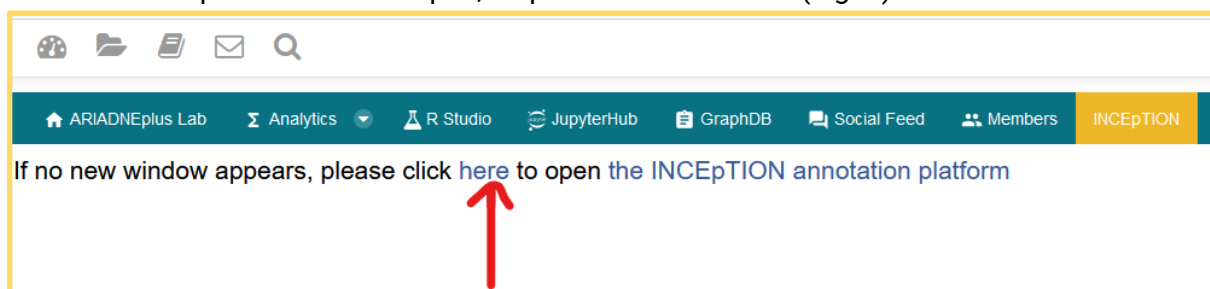 ARIADNEplus Lab Σ Analytics R Studio JupyterHub GraphDB Social Feed Members INCEpTION
If no new window appears, please click here to open the INCEpTION annotation platform